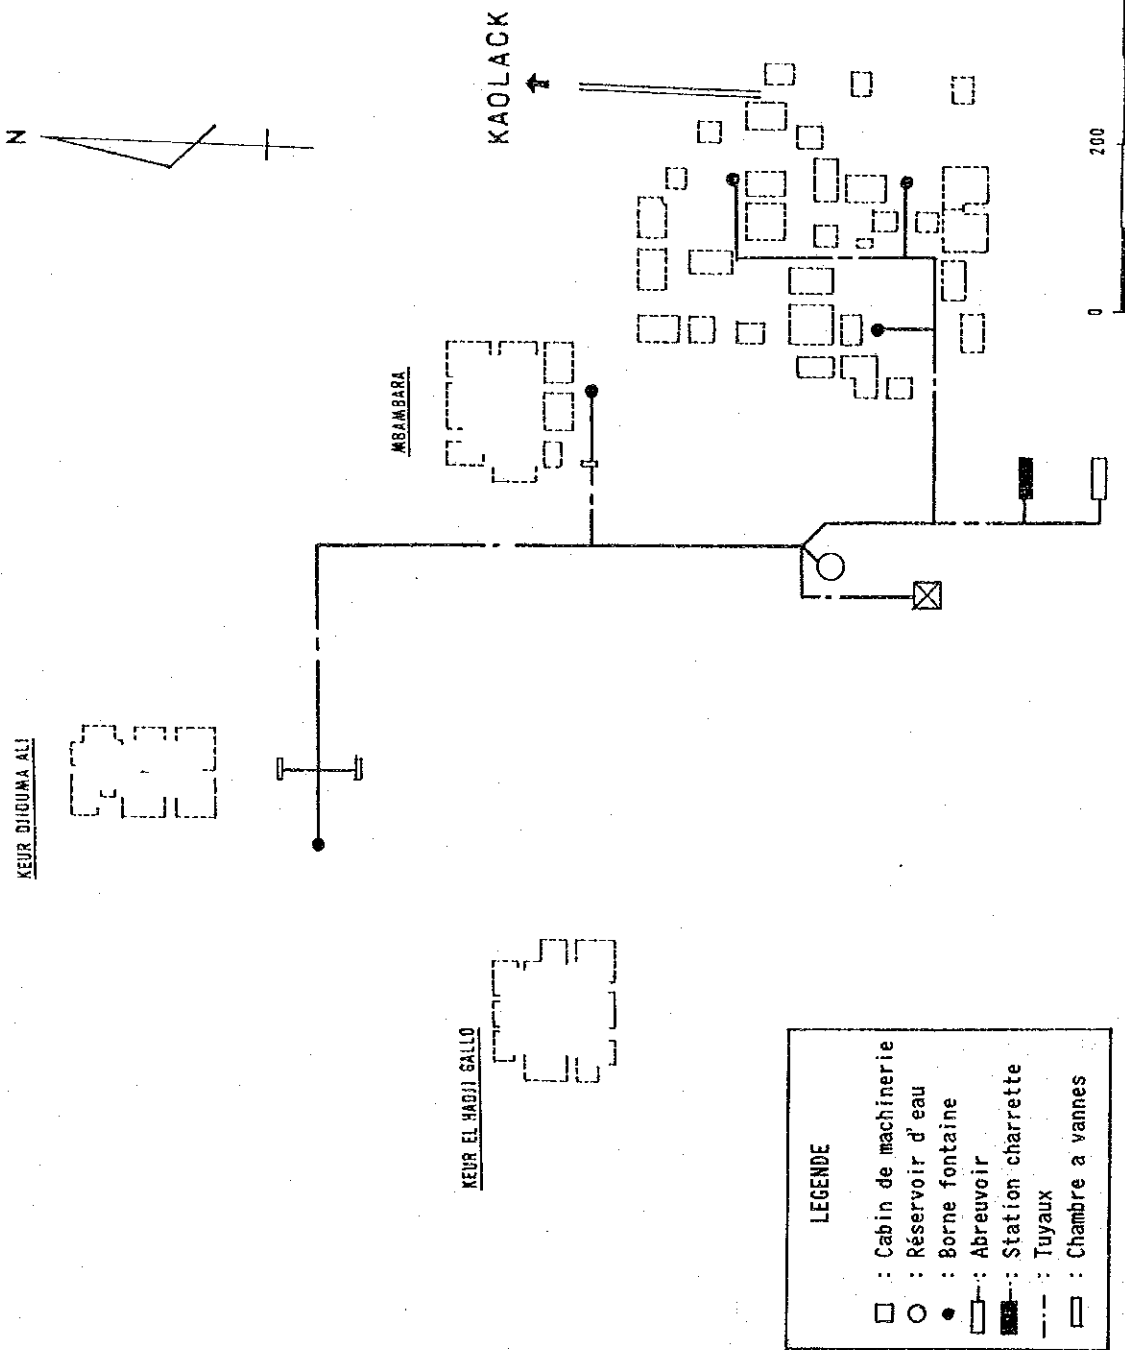 N
KAOLACK
MBAMBARA
KEUR DJIDUMA ALI
KEUR EL HADJI GALLO
0 200
LEGENDE
: Cabin de machinerie
: Réservoir d'eau
: Borne fontaine
: Abreuvoir
: Station charrette
: Tuyaux
: Chambre a vannes